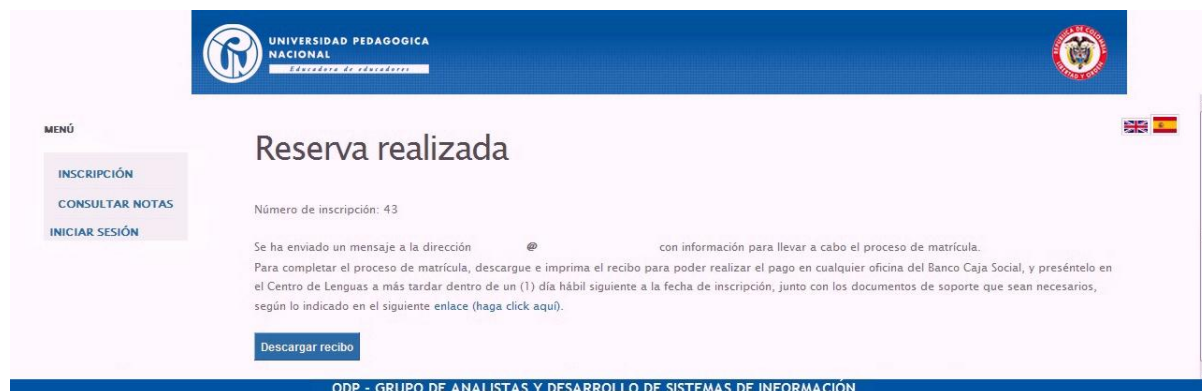 UNIVERSIDAD PEDAGOGICA
NACIONAL
Educadora de educadores
MENÚ
INSCRIPCIÓN
CONSULTAR NOTAS
INICIAR SESIÓN
Reserva realizada
Número de inscripción: 43
Se ha enviado un mensaje a la dirección @ con información para llevar a cabo el proceso de matrícula.
Para completar el proceso de matrícula, descargue e imprima el recibo para poder realizar el pago en cualquier oficina del Banco Caja Social, y preséntelo en
el Centro de Lenguas a más tardar dentro de un (1) día hábil siguiente a la fecha de inscripción, junto con los documentos de soporte que sean necesarios,
según lo indicado en el siguiente enlace (haga click aquí).
Descargar recibo
ODP - GRUPO DE ANALISTAS Y DESARROLLO DE SISTEMAS DE INFORMACIÓN